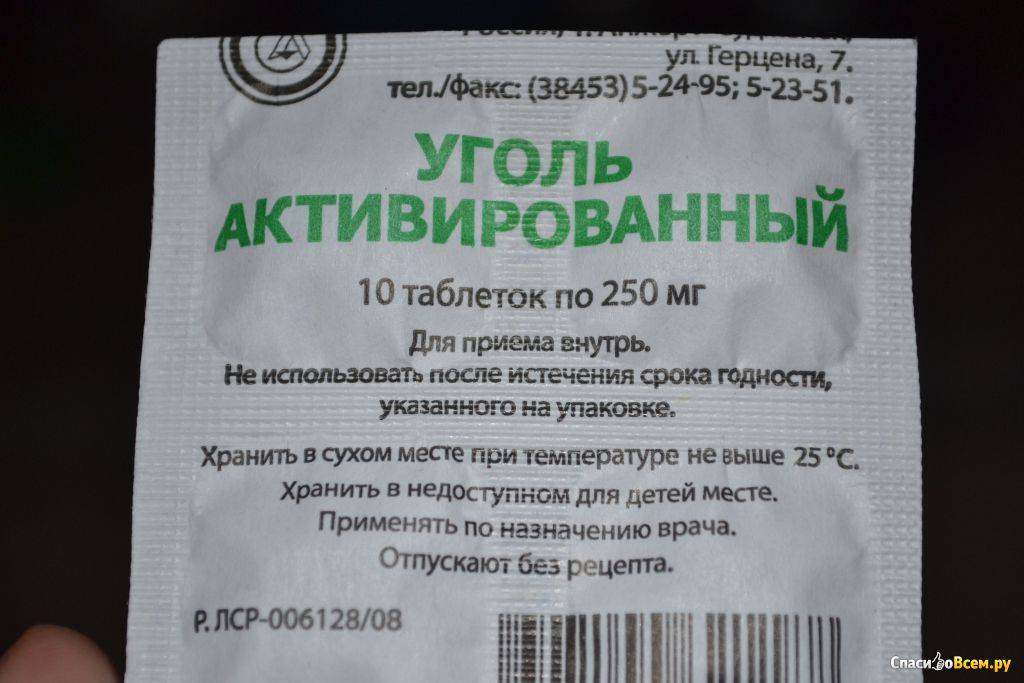 ул. Герцена, 7.
тел./факс: (38453)5-24-95; 5-23-51.
УГОЛЬ
АКТИВИРОВАННЫЙ
10 таблеток по 250 мг
Для приема внутрь.
Не использовать после истечения срока годности,
указанного на упаковке.
Хранить в сухом месте при температуре не выше 25 °С.
Хранить в недоступном для детей месте.
Применять по назначению врача.
Отпускают без рецепта.
Р. ЛСР-006128/08
СпасибоВсем.ру